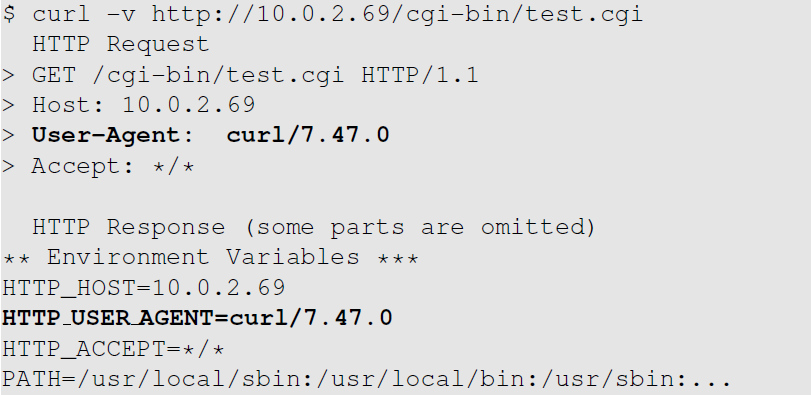 $ curl -v http://10.0.2.69/cgi-bin/test.cgi
HTTP Request
> GET /cgi-bin/test.cgi HTTP/1.1
> Host: 10.0.2.69
> User-Agent: curl/7.47.0
> Accept: */*
HTTP Response (some parts are omitted)
** Environment Variables ***
HTTP_HOST=10.0.2.69
HTTP_USER_AGENT=curl/7.47.0
HTTP_ACCEPT=*/*
PATH=/usr/local/sbin:/usr/local/bin:/usr/sbin:...